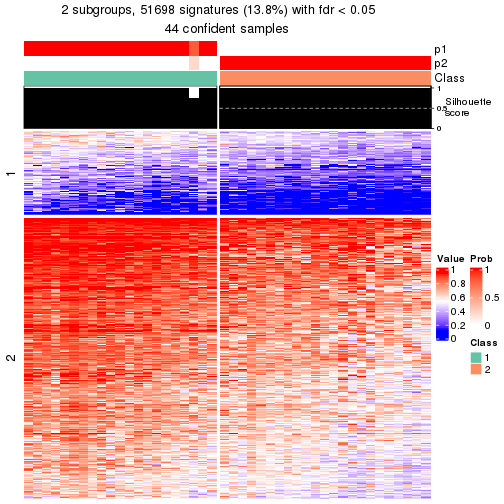 2 subgroups, 51698 signatures (13.8%) with fdr < 0.05
44 confident samples
p1
p2
Class
1
0.5
0
Silhouette
score
1
2
Value
1
0.8
0.6
0.4
0.2
0
Prob
1
0.5
0
Class
1
2